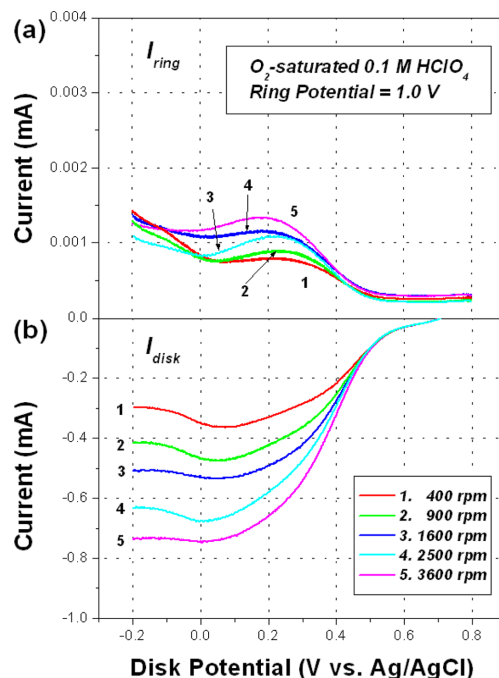 (a)
I_ring
O2-saturated 0.1 M HClO4
Ring Potential = 1.0 V
Current (mA)
0.004
0.003
0.002
0.001
0.0
3
4
5
2
1
(b)
I_disk
Current (mA)
-0.2
-0.4
-0.6
-0.8
-1.0
1
2
3
4
5
1. 400 rpm
2. 900 rpm
3. 1600 rpm
4. 2500 rpm
5. 3600 rpm
-0.2 0.0 0.2 0.4 0.6 0.8
Disk Potential (V vs. Ag/AgCl)